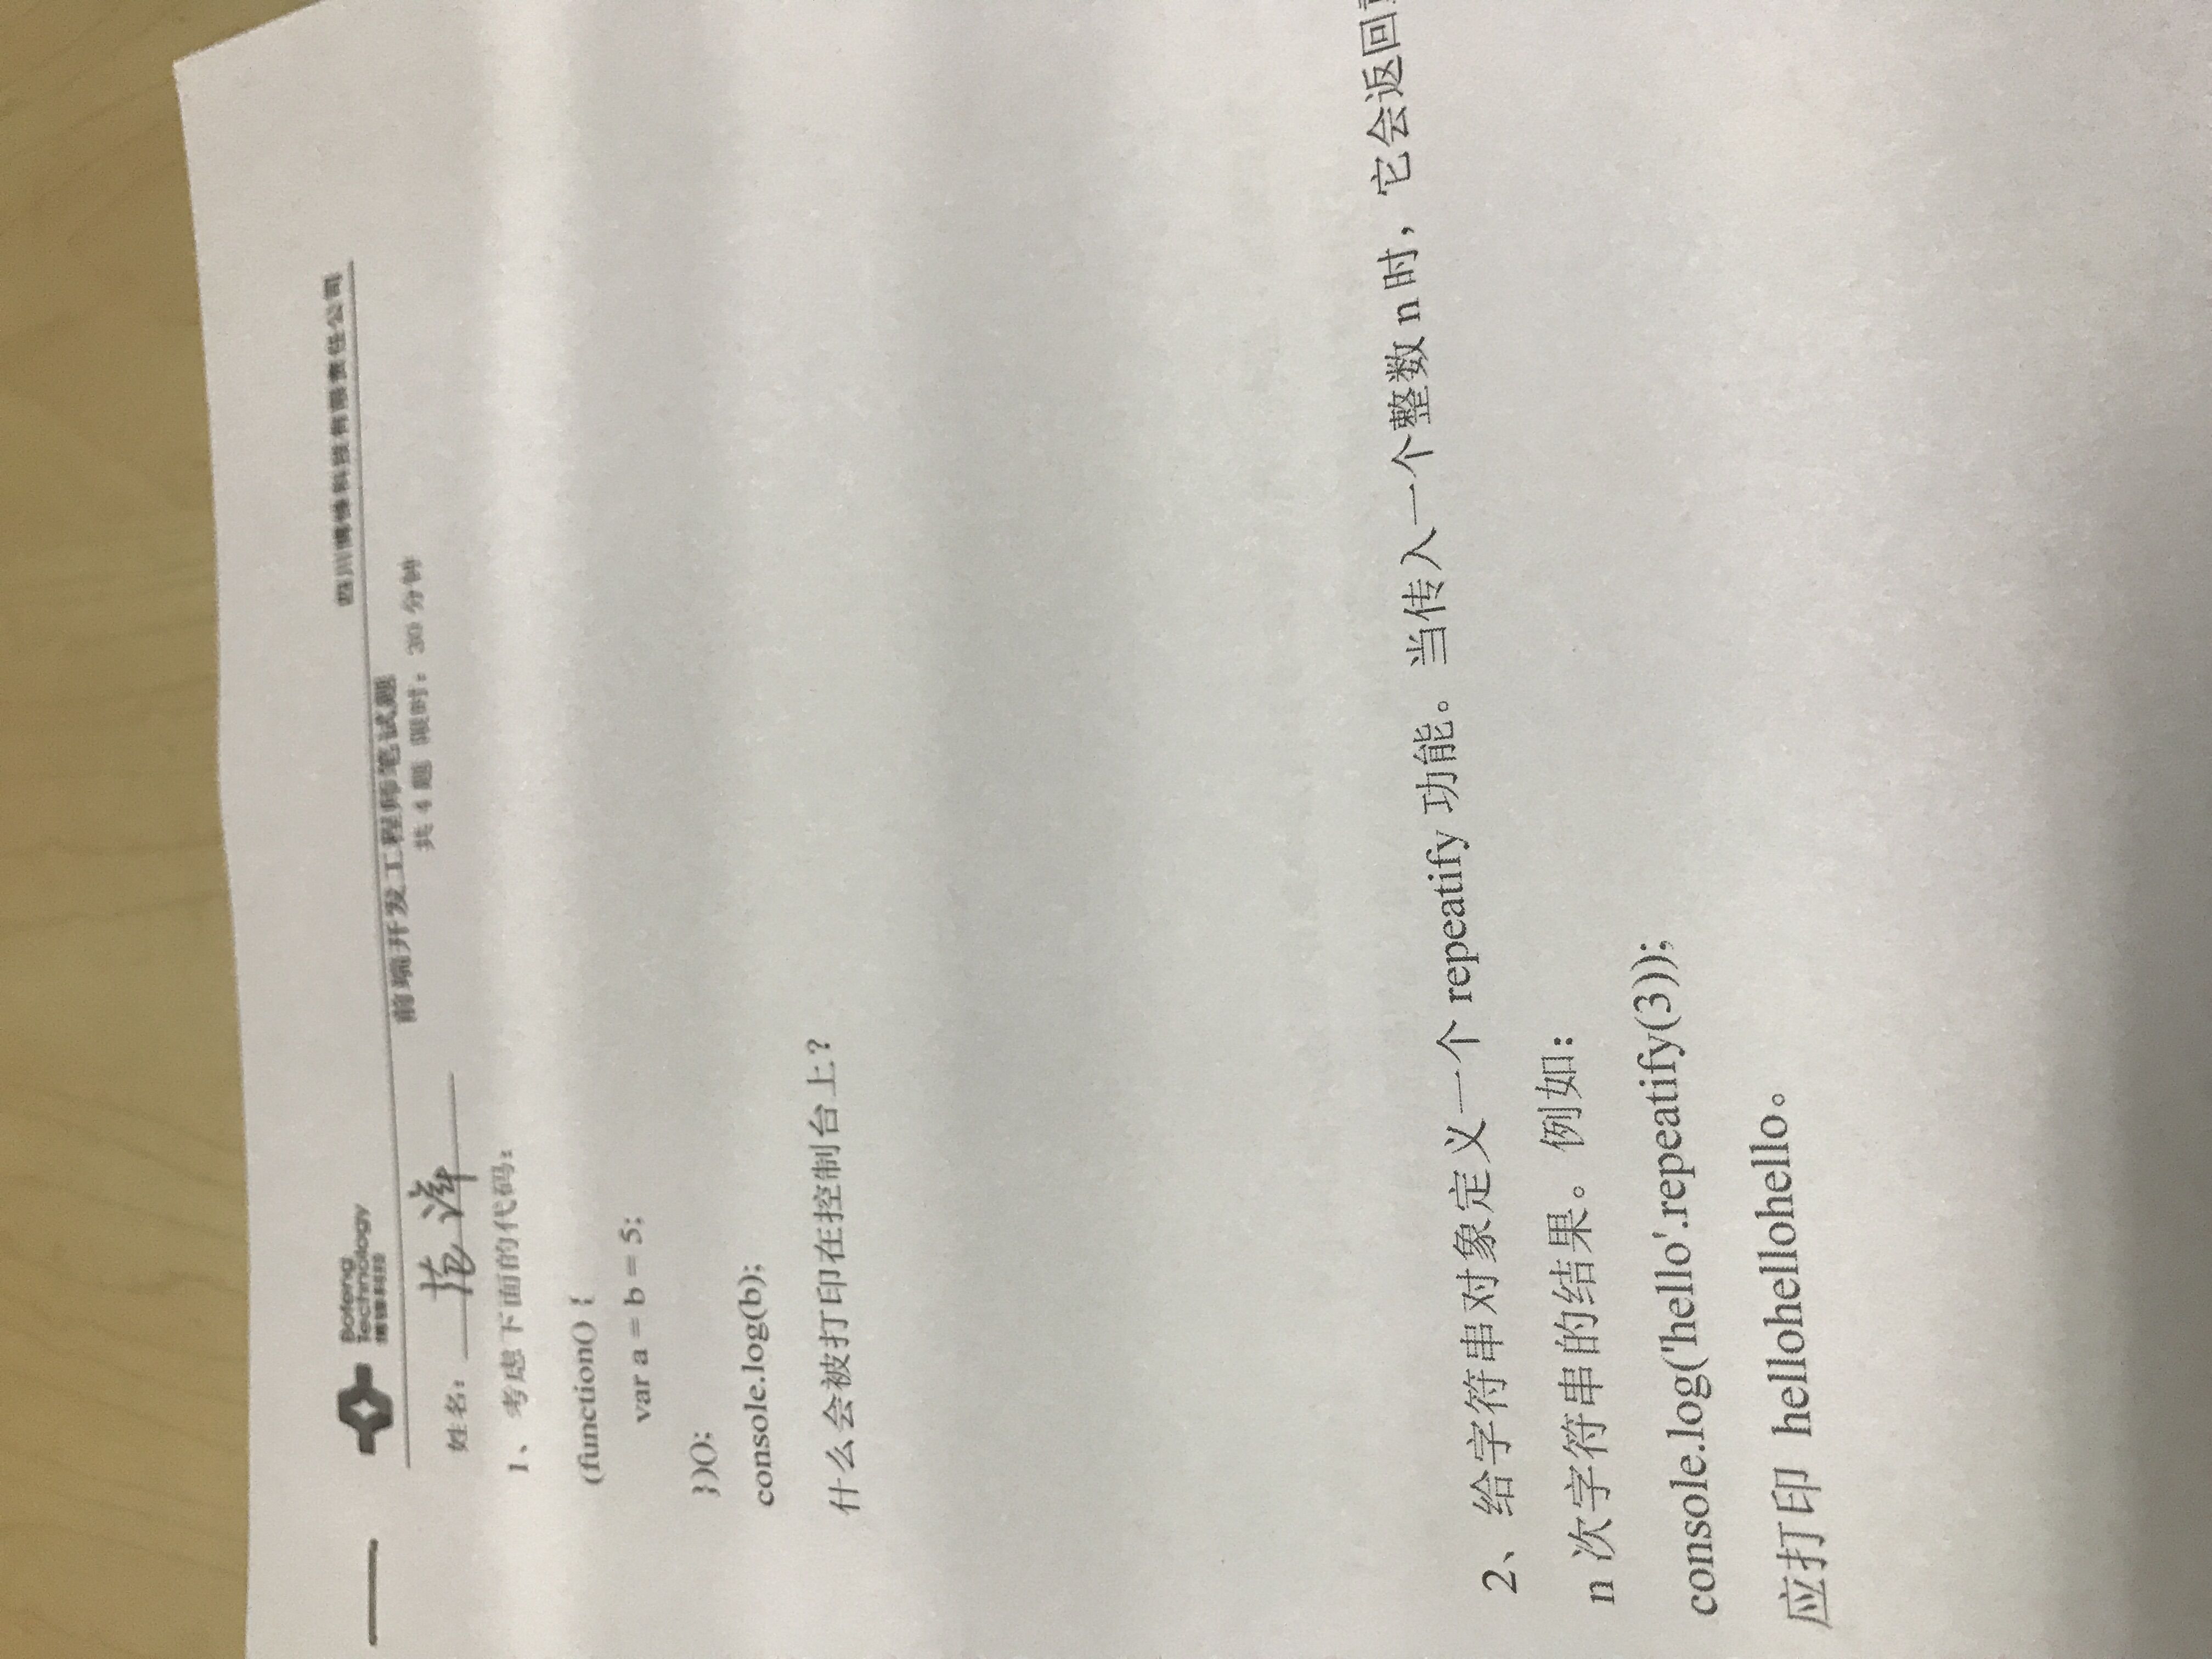 Bofeng
Technology
博锋科技
四川博锋科技有限责任公司
前端开发工程师笔试题
姓名： 范洋 共 4 题 限时：30 分钟
1、考虑下面的代码：
(function() {
var a = b = 5;
})();
console.log(b);
什么会被打印在控制台上？
2、给字符串对象定义一个 repeatify 功能。当传入一个整数 n 时，它会返回
n 次字符串的结果。例如：
console.log('hello'.repeatify(3));
应打印 hellohellohello。